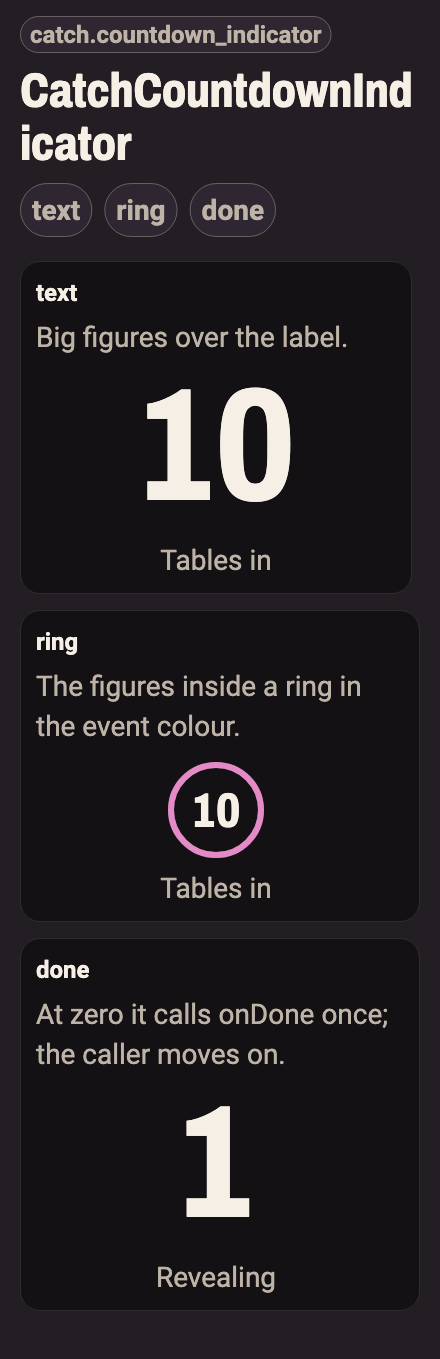 catch.countdown_indicator
CatchCountdownInd
icator
text ring done
text
Big figures over the label.
10
Tables in
ring
The figures inside a ring in
the event colour.
10
Tables in
done
At zero it calls onDone once;
the caller moves on.
1
Revealing